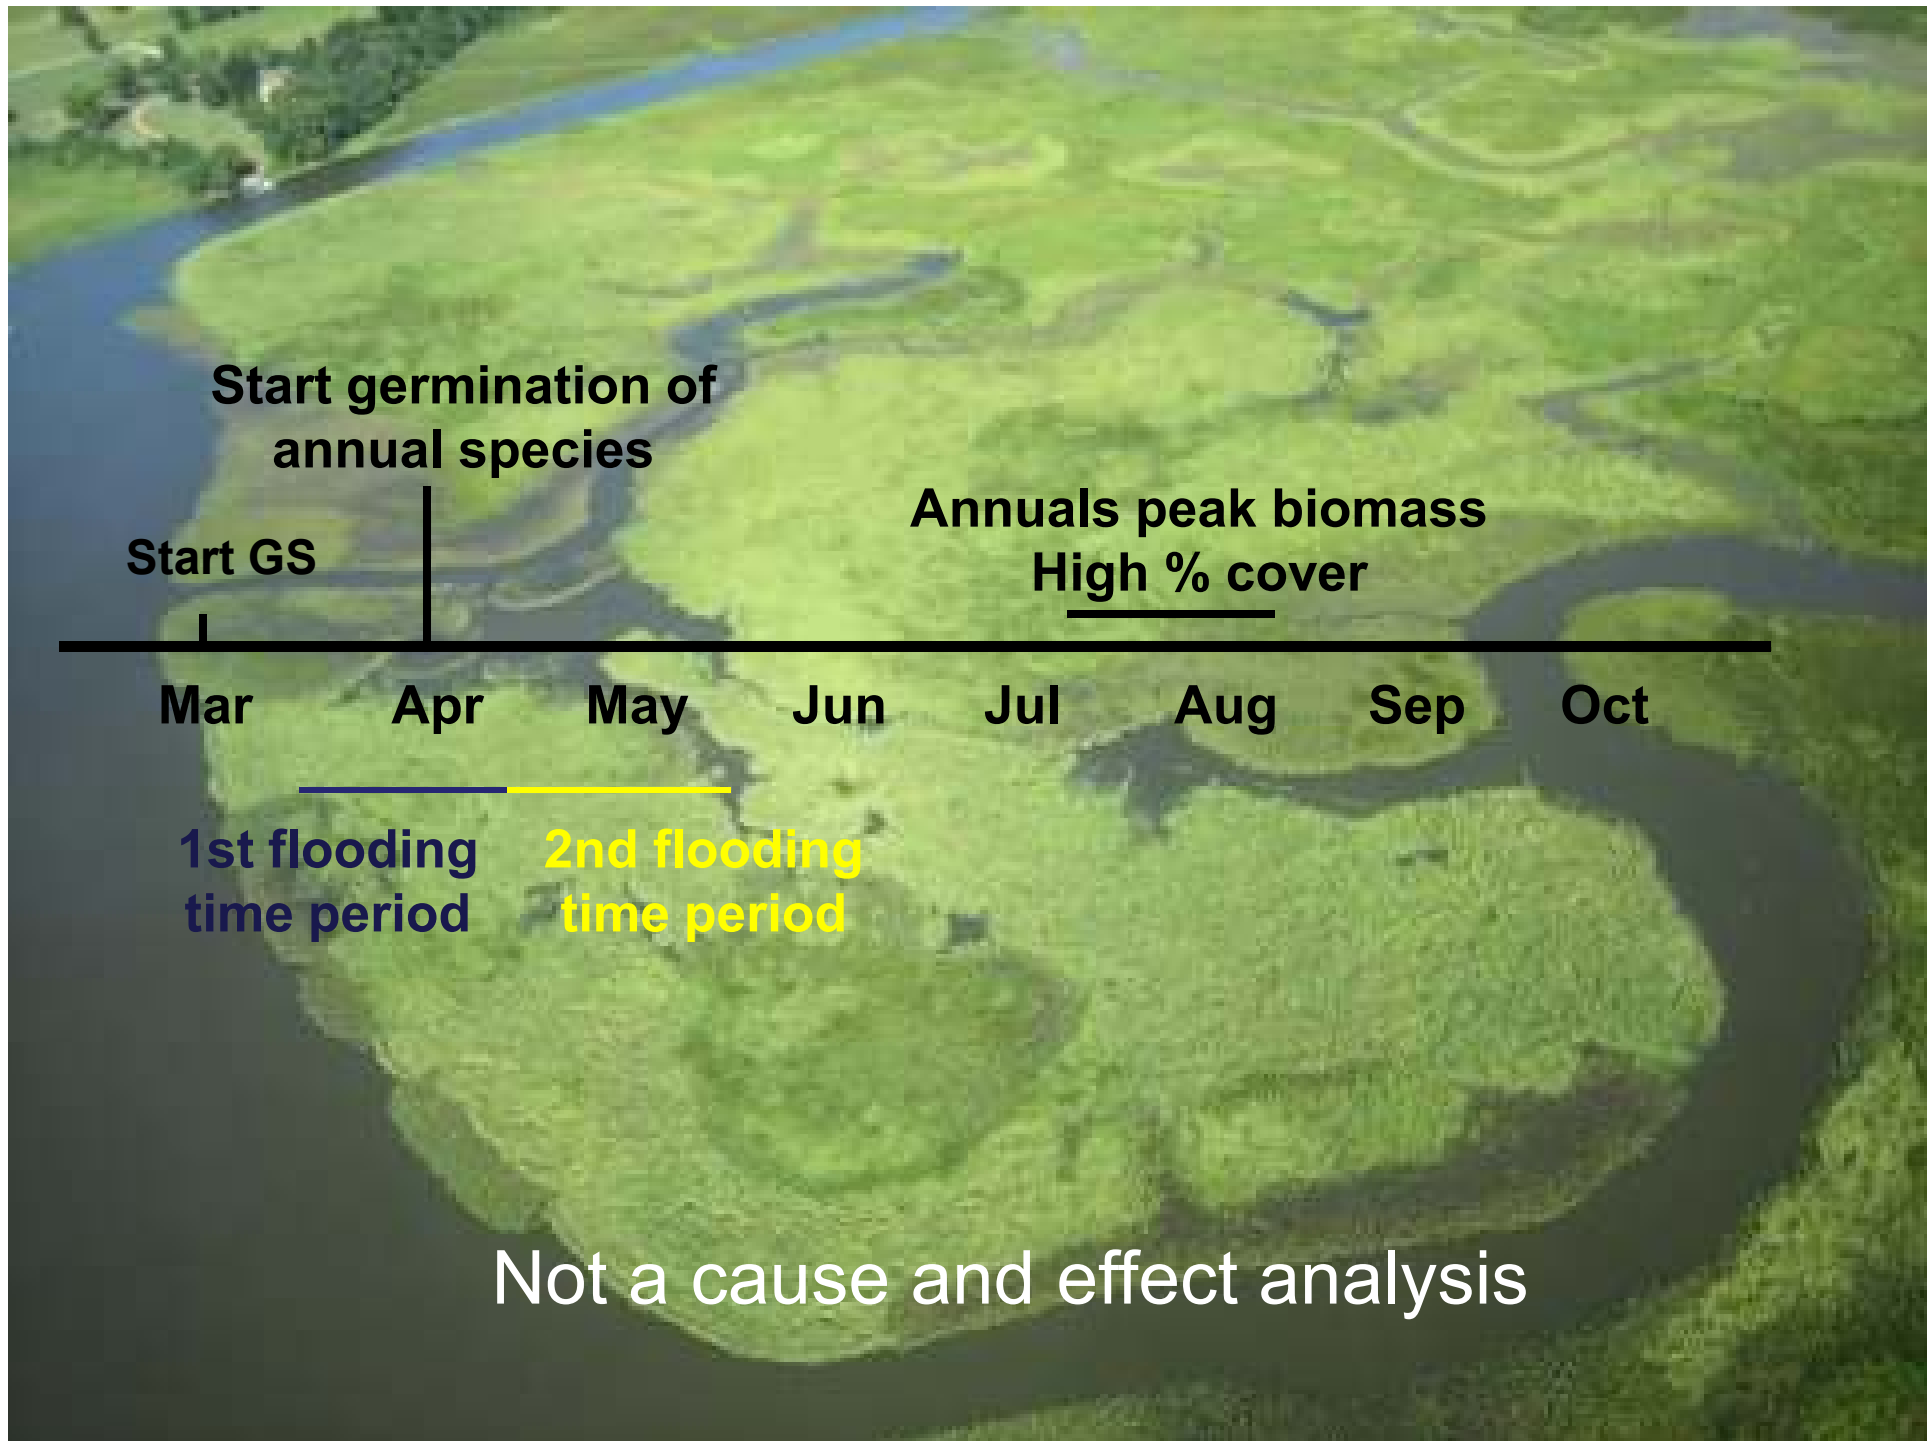 Start germination of
annual species
Start GS
Annuals peak biomass
High % cover
Mar Apr May Jun Jul Aug Sep Oct
1st flooding
time period
2nd flooding
time period
Not a cause and effect analysis